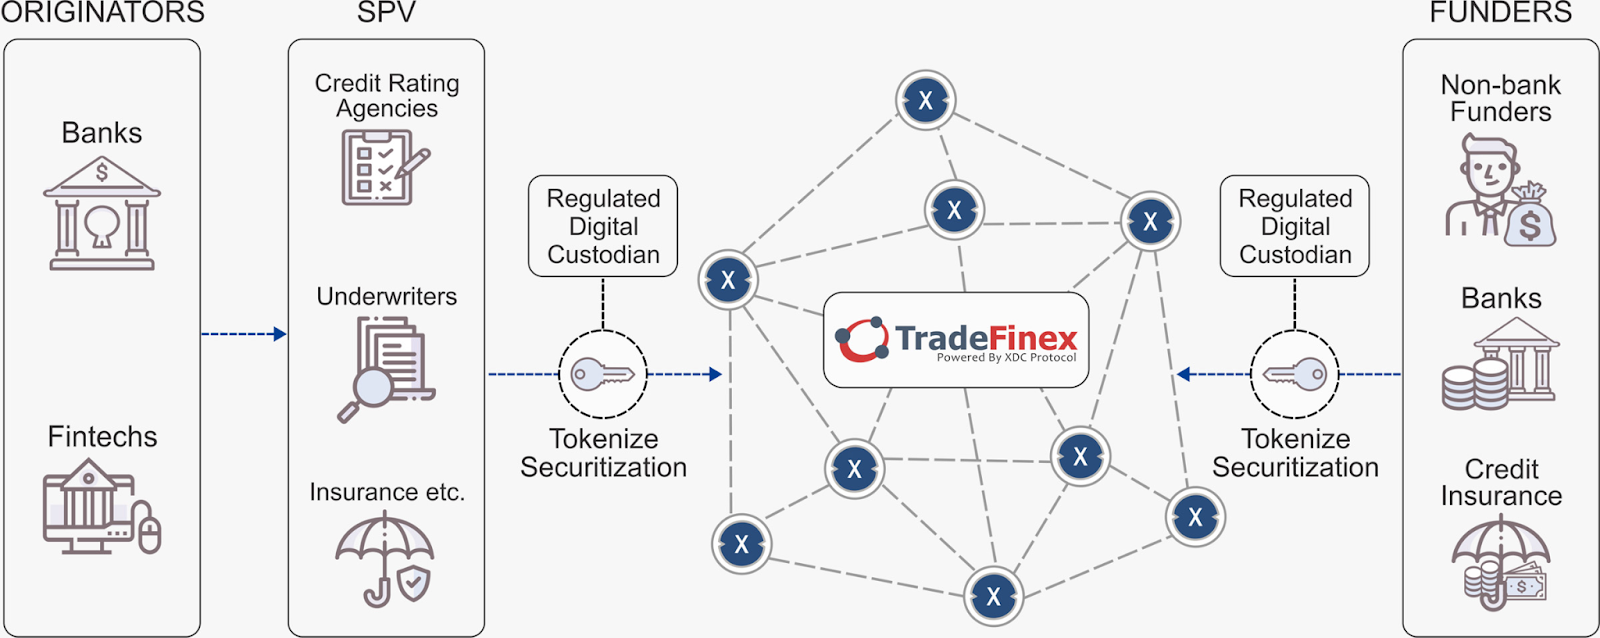 ORIGINATORS
Banks
Fintechs
SPV
Credit Rating
Agencies
Underwriters
Insurance etc.
Regulated
Digital
Custodian
Tokenize
Securitization
X
X
X
X
TradeFinex
Powered By XDC Protocol
X
X
X
X
X
Regulated
Digital
Custodian
Tokenize
Securitization
FUNDERS
Non-bank
Funders
$
Banks
Credit
Insurance
$
$